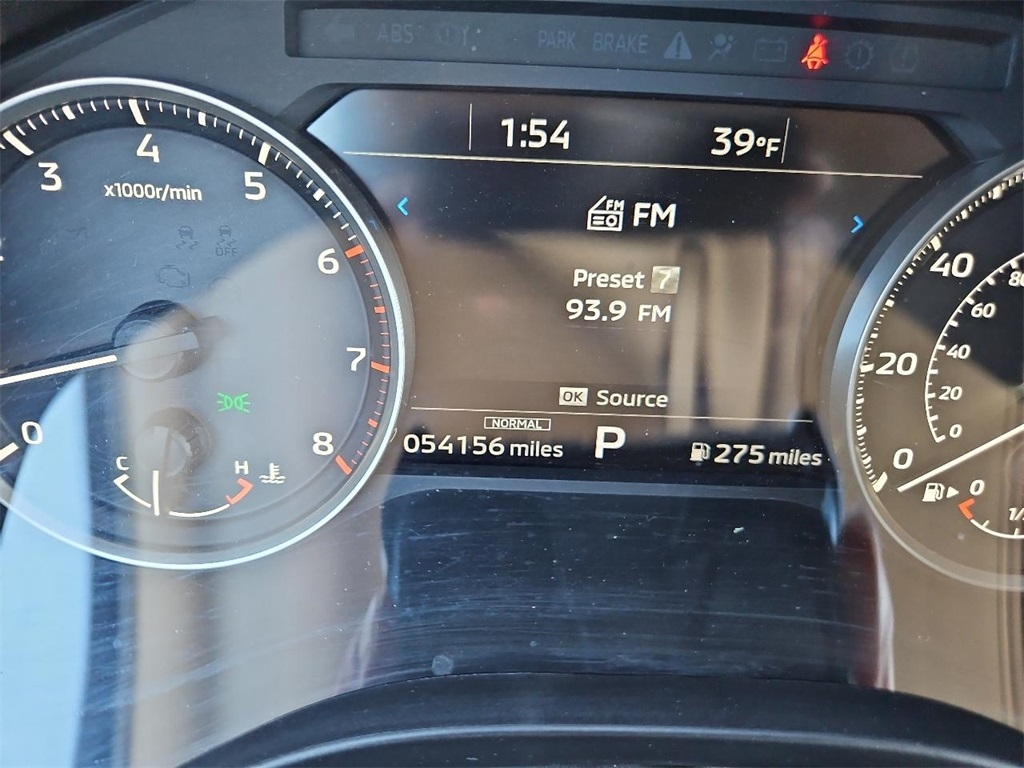 ABS
PARK BRAKE
1:54 39°F
FM FM
Preset 7
93.9 FM
OK Source
NORMAL
054156 miles P 275 miles
3 4 5 6 7 8
x1000r/min
OFF
0
C H
40 20 0
80 60 40 20 0
0 1/